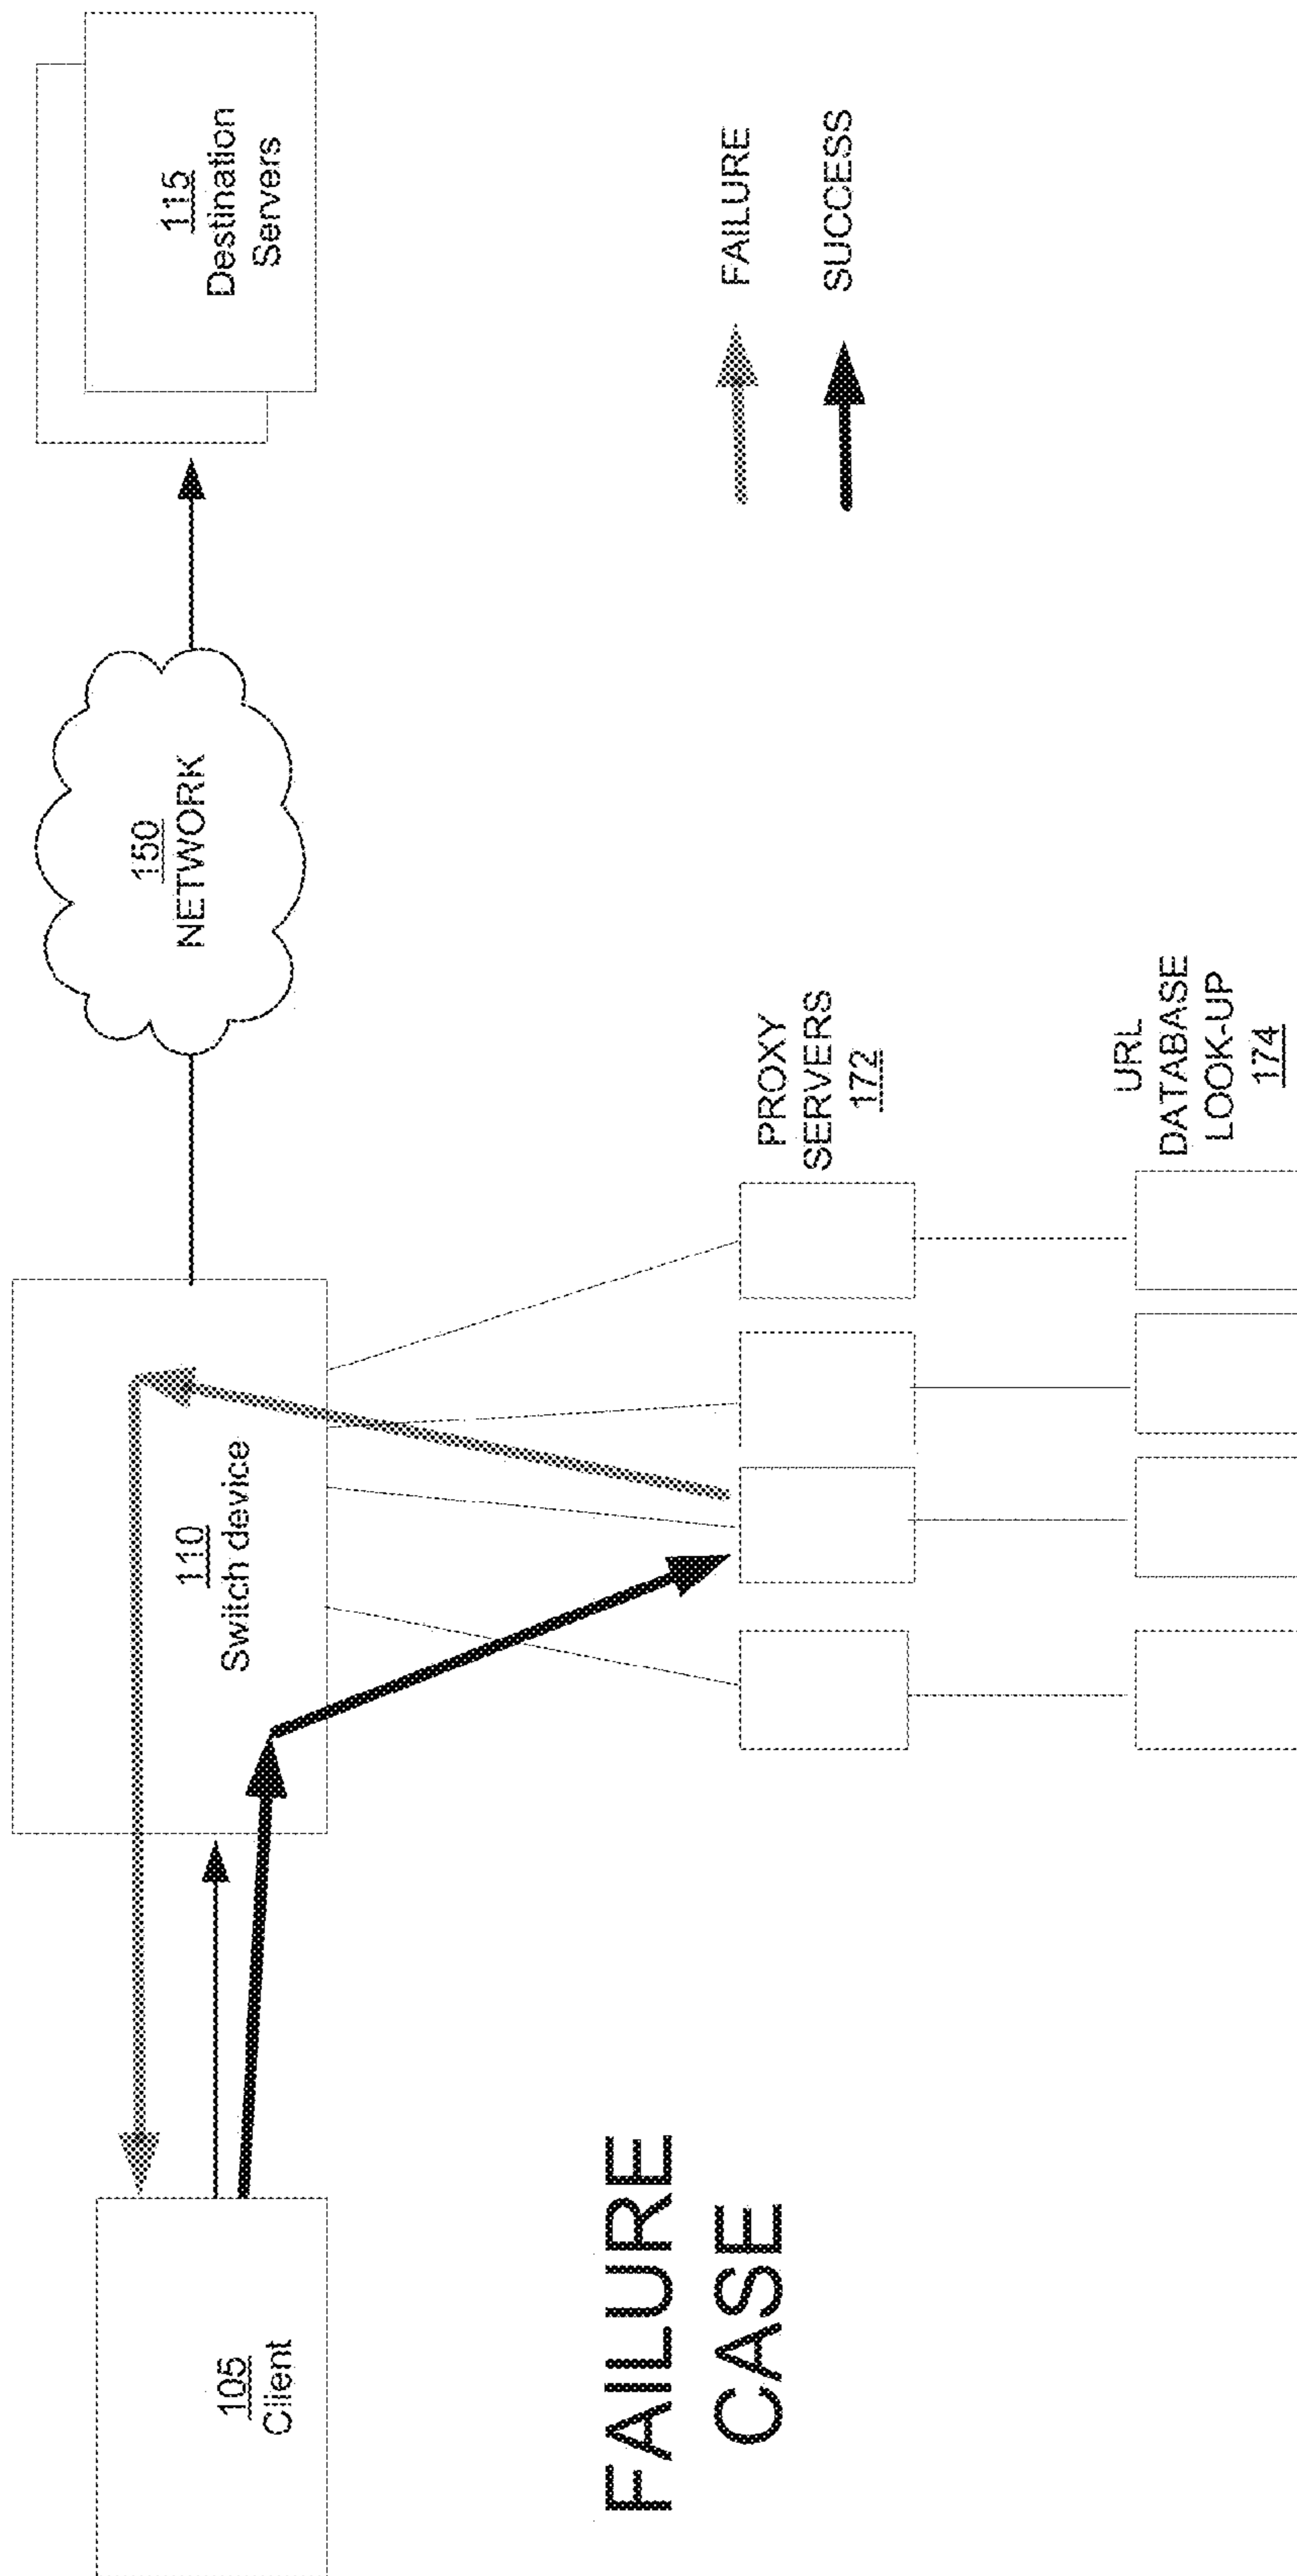 105
Client
110
Switch device
150
NETWORK
115
Destination
Servers
FAILURE
CASE
PROXY
SERVERS
172
URL
DATABASE
LOOK-UP
174
FAILURE
SUCCESS